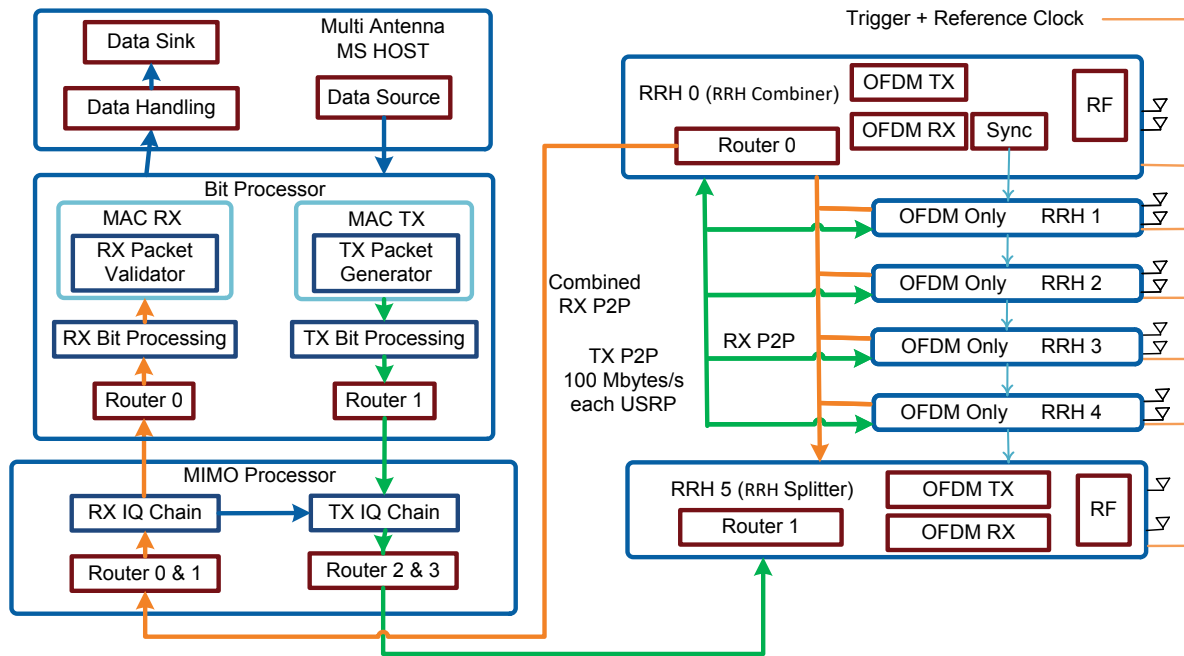 Data Sink
Multi Antenna
MS HOST
Data Handling
Data Source
Bit Processor
MAC RX
RX Packet
Validator
MAC TX
TX Packet
Generator
RX Bit Processing
TX Bit Processing
Router 0
Router 1
MIMO Processor
RX IQ Chain
TX IQ Chain
Router 0 & 1
Router 2 & 3
Combined
RX P2P
TX P2P
100 Mbytes/s
each USRP
RX P2P
Trigger + Reference Clock
RRH 0 (RRH Combiner)
OFDM TX
OFDM RX
Sync
RF
Router 0
OFDM Only RRH 1
OFDM Only RRH 2
OFDM Only RRH 3
OFDM Only RRH 4
RRH 5 (RRH Splitter)
OFDM TX
OFDM RX
RF
Router 1